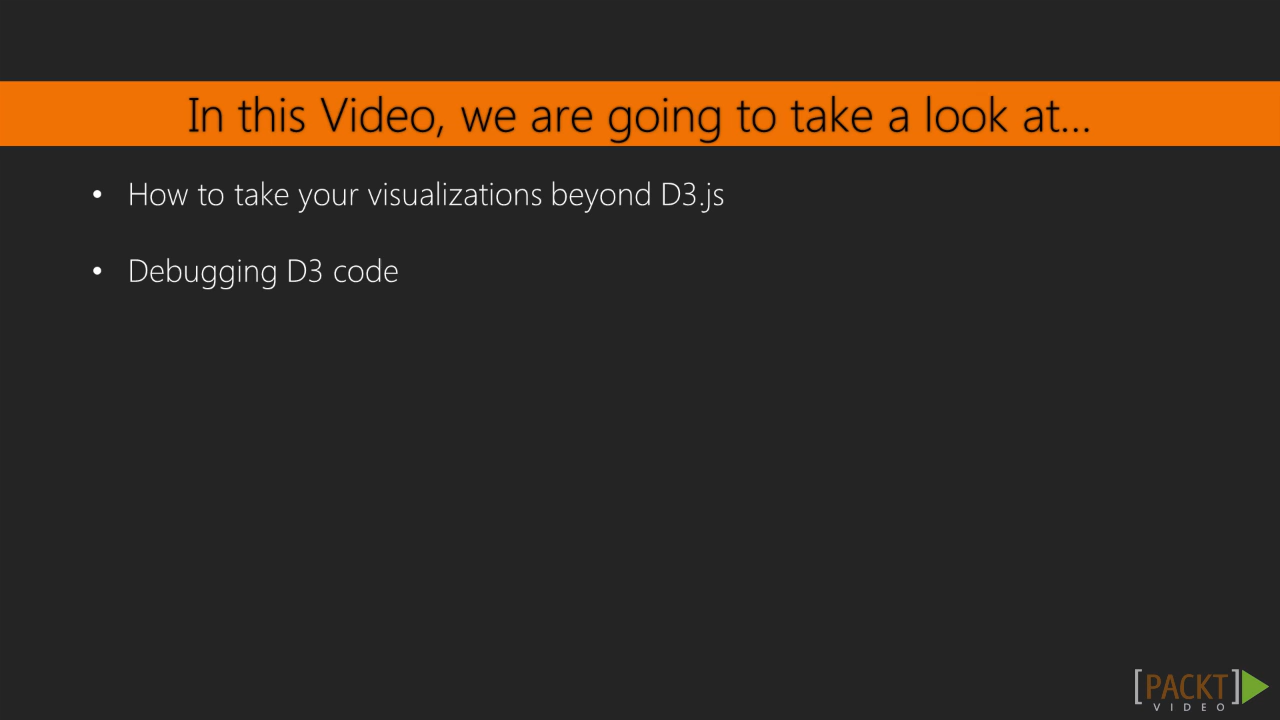 In this Video, we are going to take a look at...
• How to take your visualizations beyond D3.js
• Debugging D3 code
[PACKT]
VIDEO